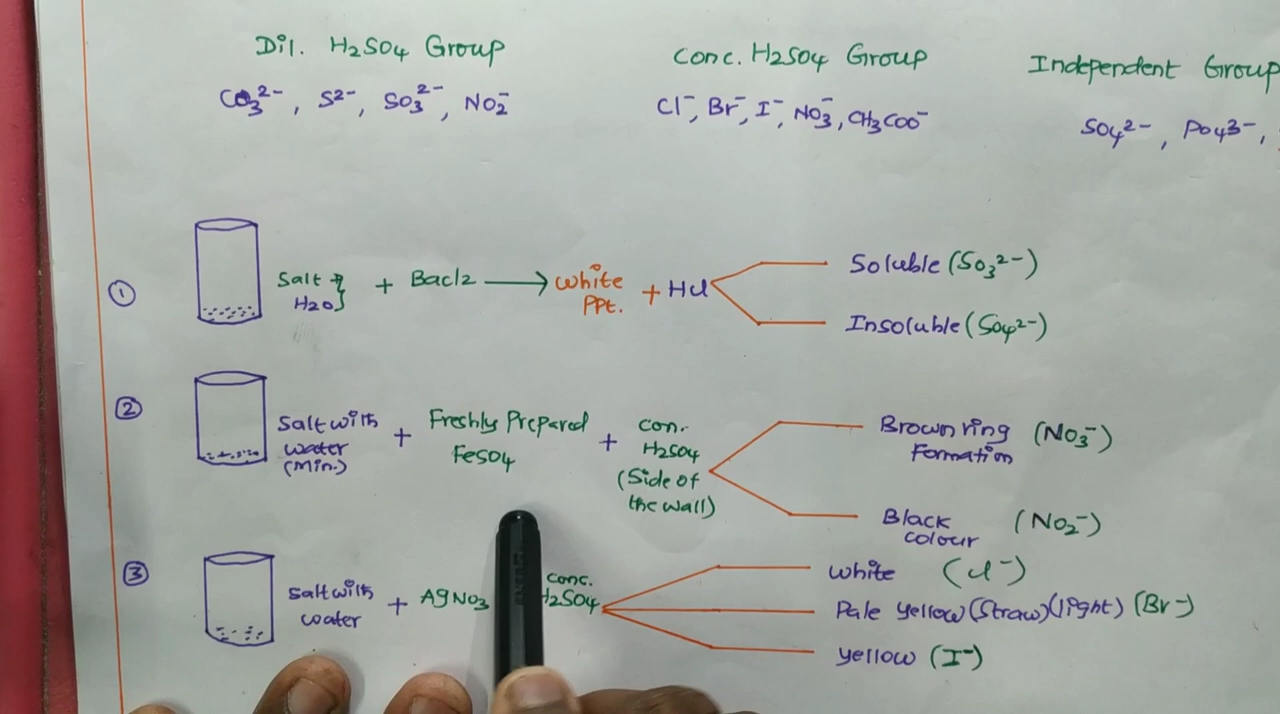 Dil. H2SO4 Group
Conc. H2SO4 Group
Independent Group
CO3 2-, S2-, SO3 2-, NO2-
Cl-, Br-, I-, NO3-, CH3COO-
SO4 2-, PO4 3-,
① Salt } + BaCl2 → White + HCl
H2O
PPt.
Soluble (SO3 2-)
Insoluble (SO4 2-)
② Salt with + Freshly Prepared + con.
water FeSO4 H2SO4
(Min.) (Side of
the wall)
Brown ring (NO3-)
Formation
Black (NO2-)
colour
③ Salt with + AgNO3 conc.
water H2SO4
White (Cl-)
Pale yellow (Straw) (light) (Br-)
yellow (I-)